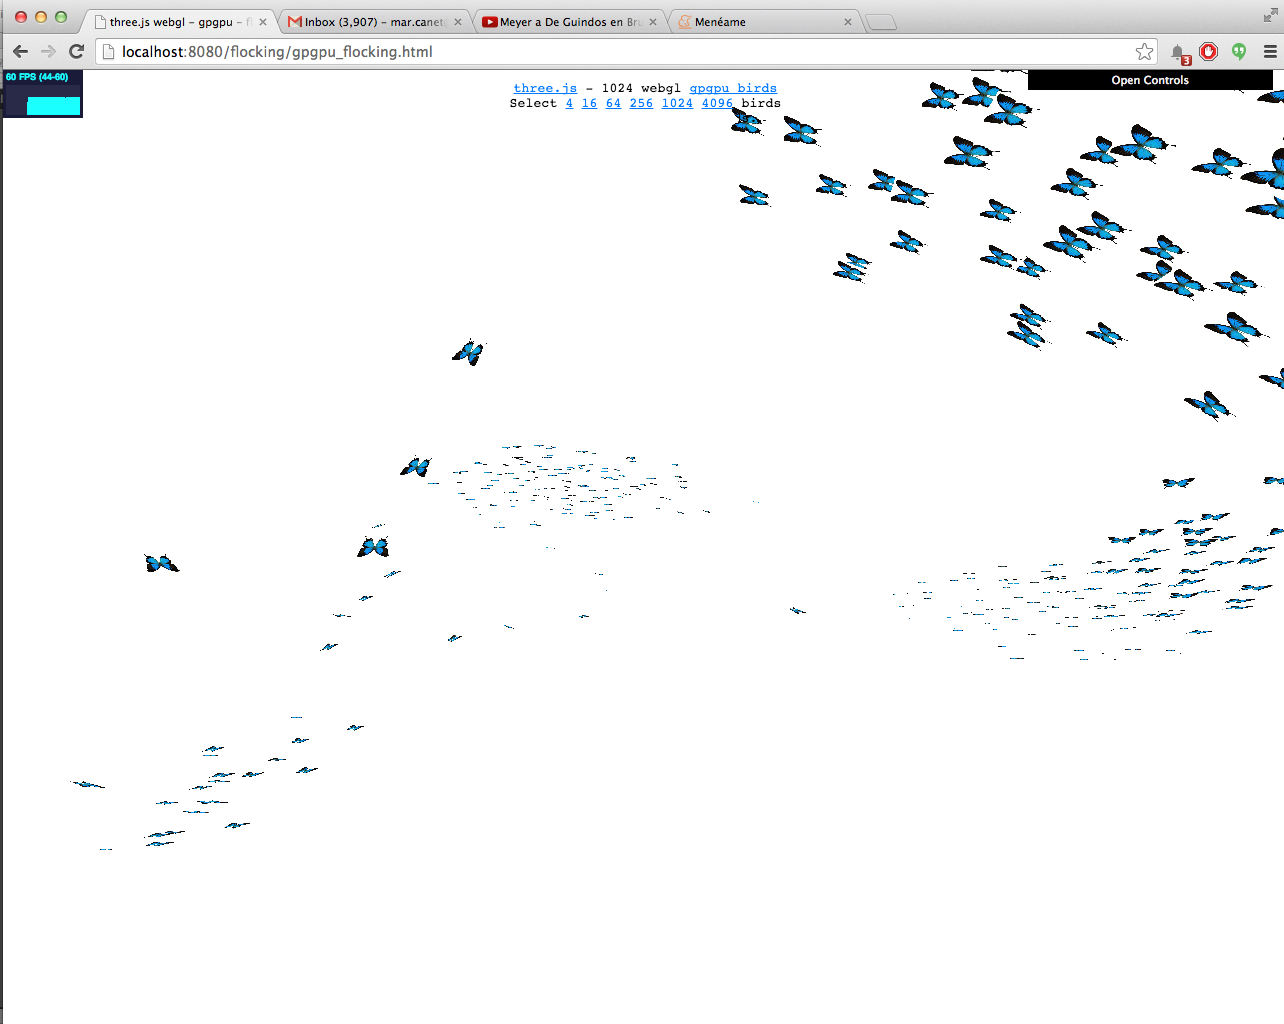 three.js webgl - gpgpu - fl
Inbox (3,907) - mar.canet
Meyer a De Guindos en Bru
Menéame
localhost:8080/flocking/gpgpu_flocking.html
3
60 FPS (44-60)
three.js - 1024 webgl gpgpu birds
Select 4 16 64 256 1024 4096 birds
Open Controls